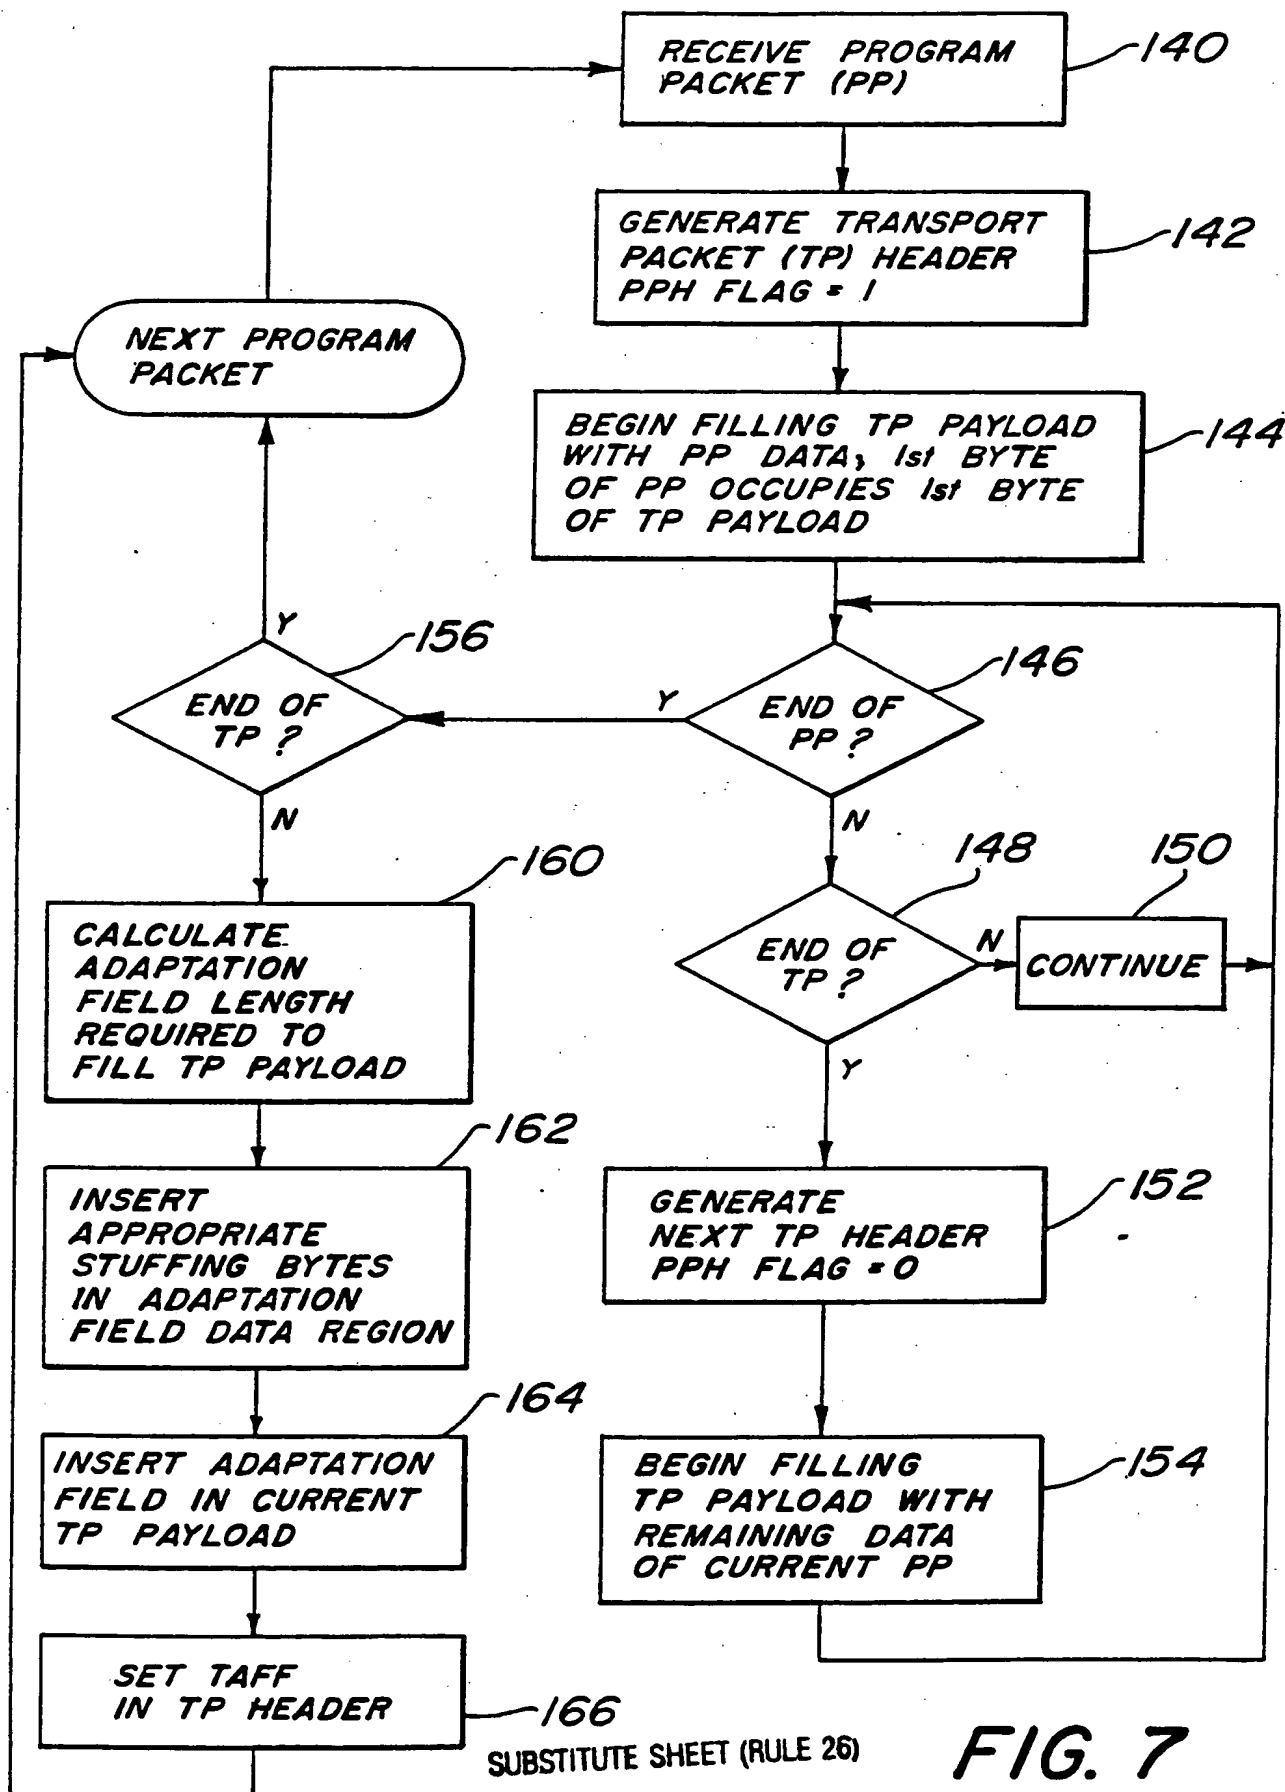 RECEIVE PROGRAM
PACKET (PP)
140
GENERATE TRANSPORT
PACKET (TP) HEADER
PPH FLAG = 1
142
NEXT PROGRAM
PACKET
BEGIN FILLING TP PAYLOAD
WITH PP DATA, 1st BYTE
OF PP OCCUPIES 1st BYTE
OF TP PAYLOAD
144
Y
156
END OF
TP?
Y
146
END OF
PP?
N
N
148
150
END OF
TP?
N
CONTINUE
Y
160
CALCULATE
ADAPTATION
FIELD LENGTH
REQUIRED TO
FILL TP PAYLOAD
162
INSERT
APPROPRIATE
STUFFING BYTES
IN ADAPTATION
FIELD DATA REGION
152
GENERATE
NEXT TP HEADER
PPH FLAG = 0
164
INSERT ADAPTATION
FIELD IN CURRENT
TP PAYLOAD
154
BEGIN FILLING
TP PAYLOAD WITH
REMAINING DATA
OF CURRENT PP
SET TAFF
IN TP HEADER
166
SUBSTITUTE SHEET (RULE 26)
FIG. 7